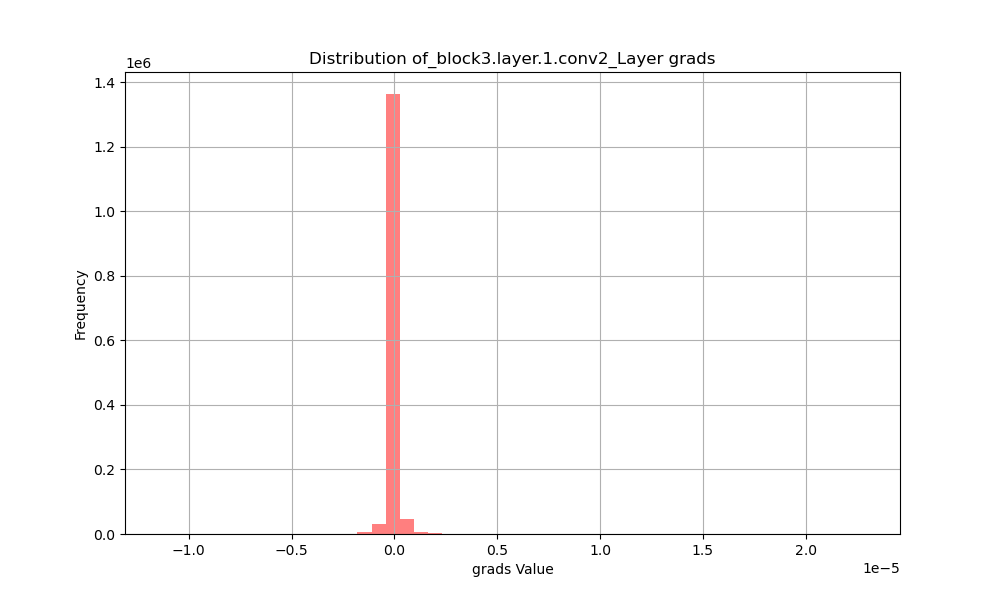 Distribution of_block3.layer.1.conv2_Layer grads
1e6
1.4
1.2
1.0
0.8
0.6
0.4
0.2
0.0
Frequency
−1.0 −0.5 0.0 0.5 1.0 1.5 2.0
grads Value
1e−5